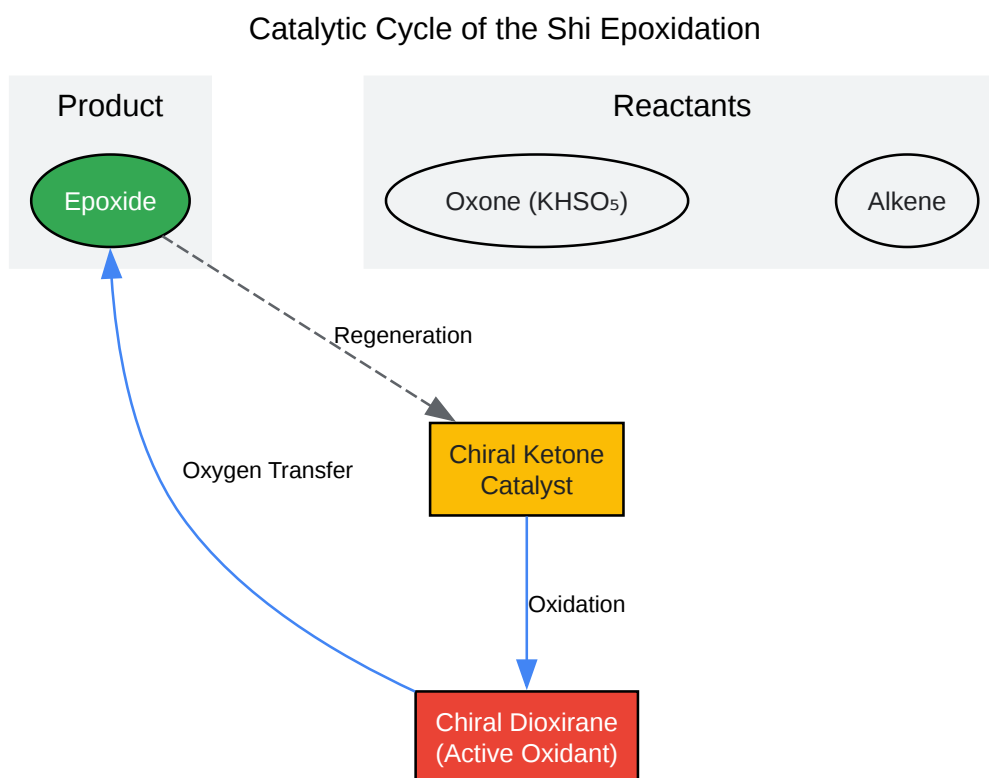 Catalytic Cycle of the Shi Epoxidation
Product
Reactants
Epoxide
Oxone (KHSO₅)
Alkene
Regeneration
Chiral Ketone
Catalyst
Oxygen Transfer
Oxidation
Chiral Dioxirane
(Active Oxidant)